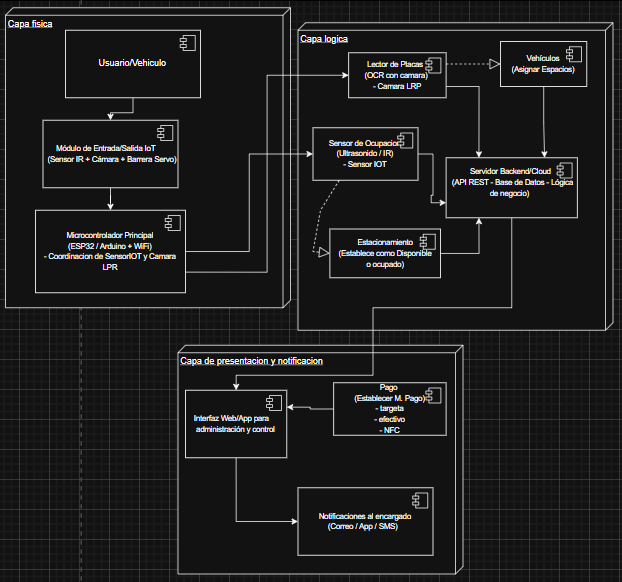 Capa fisica
Usuario/Vehiculo
Módulo de Entrada/Salida IoT
(Sensor IR + Cámara + Barrera Servo)
Microcontrolador Principal
(ESP32 / Arduino + WiFi)
- Coordinacion de SensorIOT y Camara
LPR
Capa logica
Lector de Placas
(OCR con camara)
- Camara LRP
Vehículos
(Asignar Espacios)
Sensor de Ocupacion
(Ultrasonido / IR)
- Sensor IOT
Servidor Backend/Cloud
(API REST - Base de Datos - Lógica
de negocio)
Estacionamiento
(Establece como Disponible
o ocupado)
Capa de presentacion y notificacion
Interfaz Web/App para
administración y control
Pago
(Establecer M. Pago)
- targeta
- efectivo
- NFC
Notificaciones al encargado
(Correo / App / SMS)